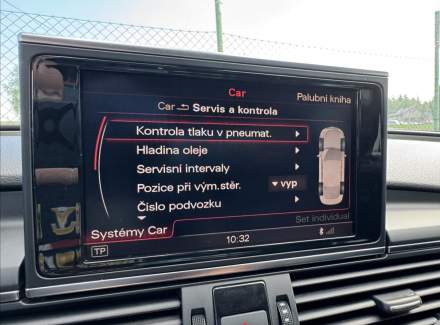 Car
Palubní kniha
Car Servis a kontrola
Kontrola tlaku v pneumat.
Hladina oleje
Servisní intervaly
Pozice při vým.stěr. vyp
Číslo podvozku
Set individual
Systémy Car
TP
10:32